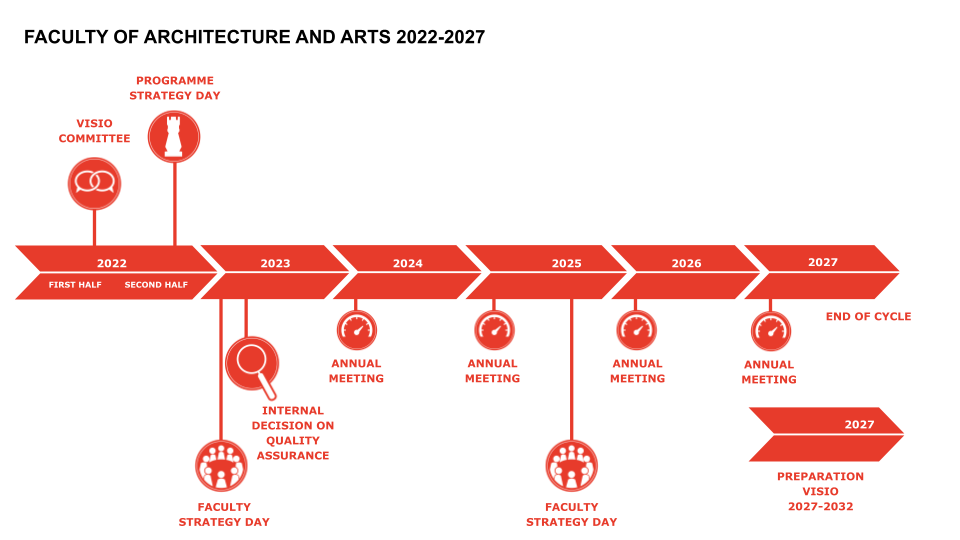 FACULTY OF ARCHITECTURE AND ARTS 2022-2027
PROGRAMME
STRATEGY DAY
VISIO
COMMITTEE
2022
FIRST HALF
SECOND HALF
2023
2024
2025
2026
2027
END OF CYCLE
ANNUAL
MEETING
ANNUAL
MEETING
ANNUAL
MEETING
ANNUAL
MEETING
INTERNAL
DECISION ON
QUALITY
ASSURANCE
2027
PREPARATION
VISIO
2027-2032
FACULTY
STRATEGY DAY
FACULTY
STRATEGY DAY